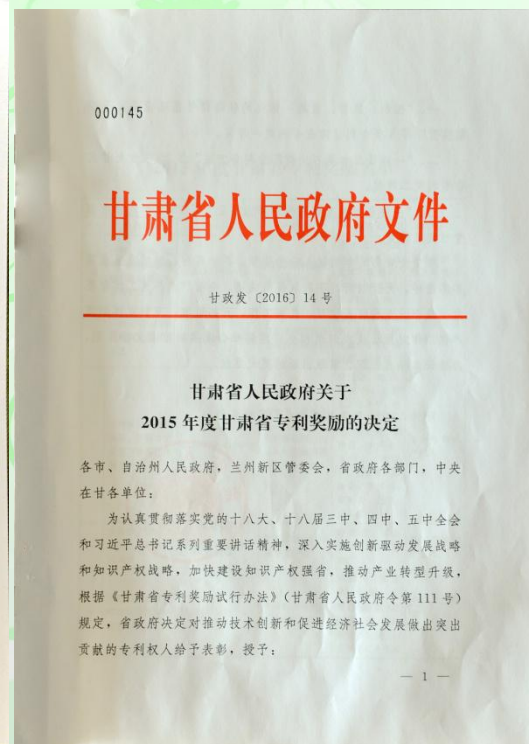 000145
甘肃省人民政府文件
甘政发〔2016〕14号
甘肃省人民政府关于
2015年度甘肃省专利奖励的决定
各市、自治州人民政府，兰州新区管委会，省政府各部门，中央
在甘各单位：
为认真贯彻落实党的十八大、十八届三中、四中、五中全会
和习近平总书记系列重要讲话精神，深入实施创新驱动发展战略
和知识产权战略，加快建设知识产权强省，推动产业转型升级，
根据《甘肃省专利奖励试行办法》（甘肃省人民政府令第111号）
规定，省政府决定对推动技术创新和促进经济社会发展做出突出
贡献的专利权人给予表彰，授予：
— 1 —